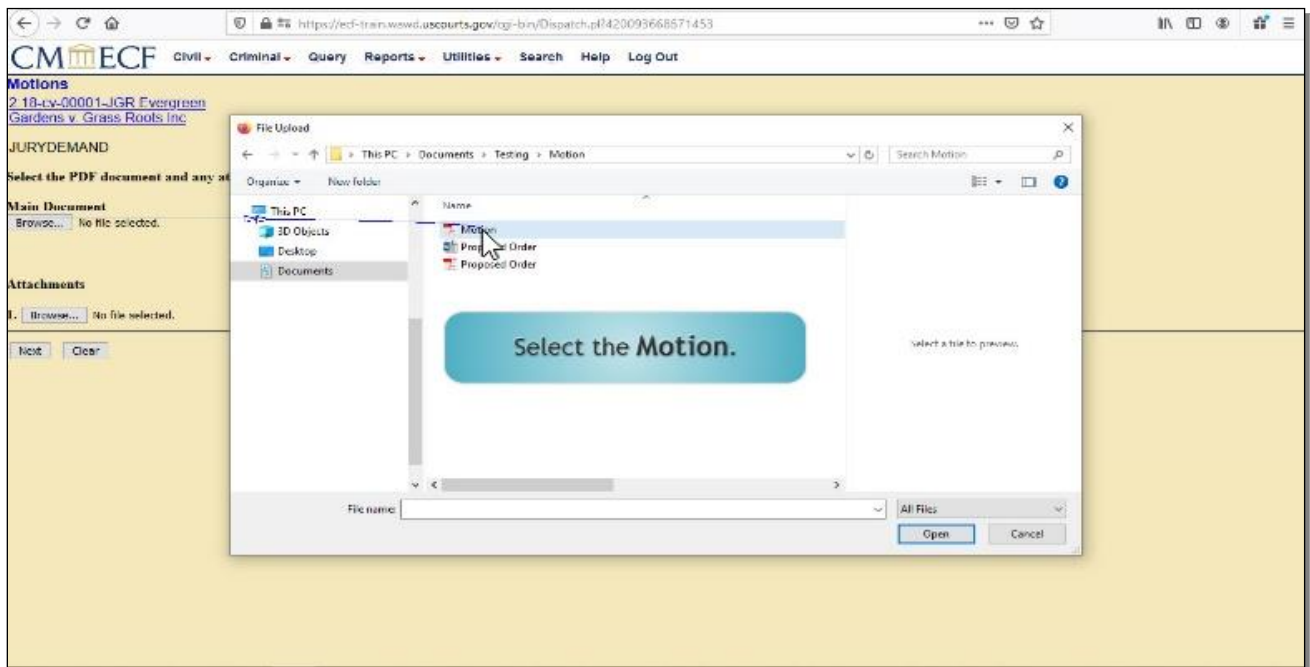 https://ecf-train.wawd.uscourts.gov/cgi-bin/Dispatch.pl?420093668571453
CM ECF Civil Criminal Query Reports Utilities Search Help Log Out
Motions
2:18-cv-00001-JGR Evergreen
Gardens v. Grass Roots Inc
JURYDEMAND
Select the PDF document and any at
Main Document
Browse... No file selected.
Attachments
1. Browse... No file selected.
Next Clear
File Upload
This PC > Documents > Testing > Motion
Search Motion
Organize New folder
This PC
3D Objects
Desktop
Documents
Name
Motion
Proposed Order
Proposed Order
Select the Motion.
Select a file to preview.
File name:
All Files
Open Cancel